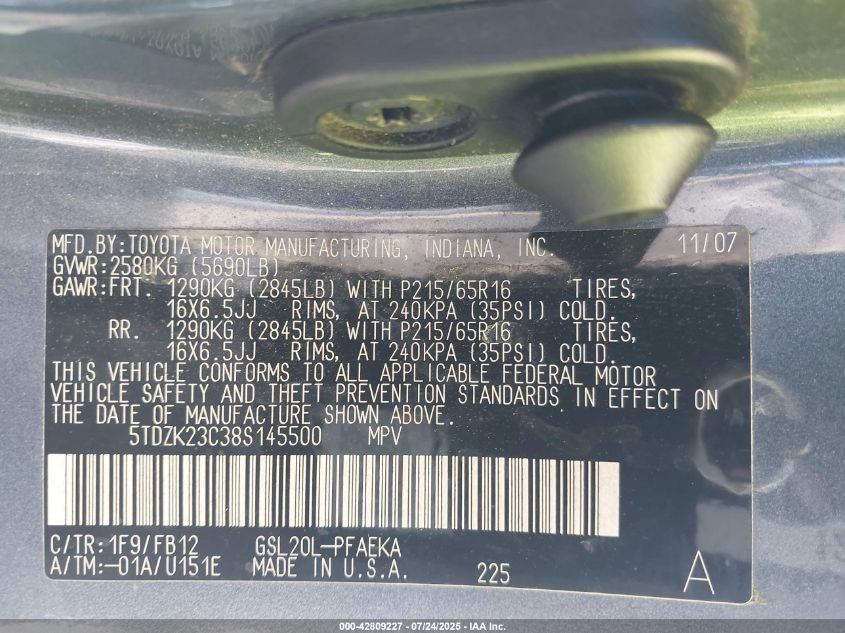 MFD.BY:TOYOTA MOTOR MANUFACTURING, INDIANA, INC. 11/07
GVWR:2580KG (5690LB)
GAWR:FRT. 1290KG (2845LB) WITH P215/65R16 TIRES,
16X6.5JJ RIMS, AT 240KPA (35PSI) COLD.
RR. 1290KG (2845LB) WITH P215/65R16 TIRES,
16X6.5JJ RIMS, AT 240KPA (35PSI) COLD.
THIS VEHICLE CONFORMS TO ALL APPLICABLE FEDERAL MOTOR
VEHICLE SAFETY AND THEFT PREVENTION STANDARDS IN EFFECT ON
THE DATE OF MANUFACTURE SHOWN ABOVE.
5TDZK23C38S145500 MPV
C/TR:1F9/FB12 GSL20L-PFAEKA
A/TM:-01A/U151E MADE IN U.S.A. 225 A
000-42809227 - 07/24/2025 - IAA Inc.